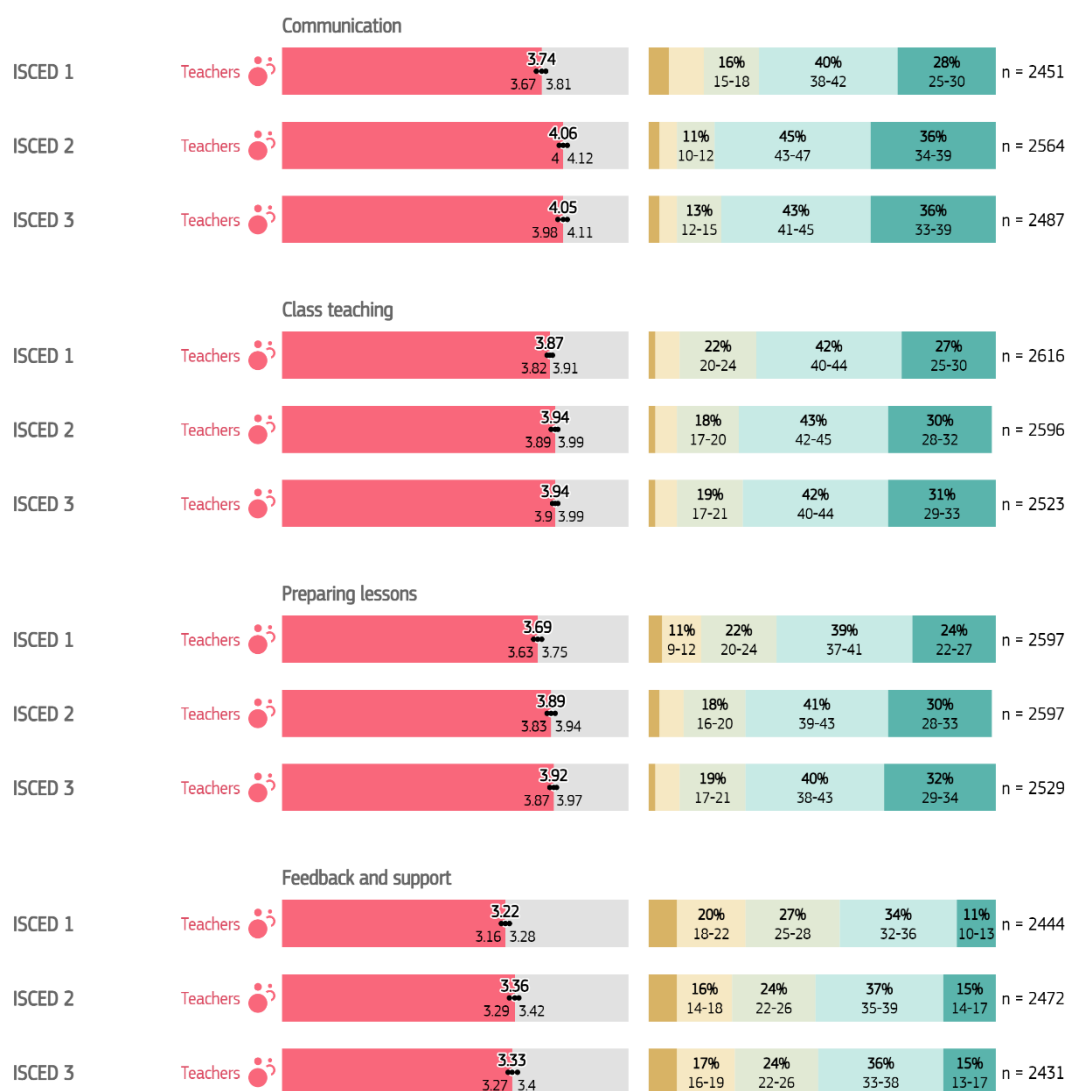 Communication
ISCED 1 Teachers 3.74 16% 40% 28% n = 2451
3.67 3.81 15-18 38-42 25-30
ISCED 2 Teachers 4.06 11% 45% 36% n = 2564
4 4.12 10-12 43-47 34-39
ISCED 3 Teachers 4.05 13% 43% 36% n = 2487
3.98 4.11 12-15 41-45 33-39
Class teaching
ISCED 1 Teachers 3.87 22% 42% 27% n = 2616
3.82 3.91 20-24 40-44 25-30
ISCED 2 Teachers 3.94 18% 43% 30% n = 2596
3.89 3.99 17-20 42-45 28-32
ISCED 3 Teachers 3.94 19% 42% 31% n = 2523
3.9 3.99 17-21 40-44 29-33
Preparing lessons
ISCED 1 Teachers 3.69 11% 22% 39% 24% n = 2597
3.63 3.75 9-12 20-24 37-41 22-27
ISCED 2 Teachers 3.89 18% 41% 30% n = 2597
3.83 3.94 16-20 39-43 28-33
ISCED 3 Teachers 3.92 19% 40% 32% n = 2529
3.87 3.97 17-21 38-43 29-34
Feedback and support
ISCED 1 Teachers 3.22 20% 27% 34% 11% n = 2444
3.16 3.28 18-22 25-28 32-36 10-13
ISCED 2 Teachers 3.36 16% 24% 37% 15% n = 2472
3.29 3.42 14-18 22-26 35-39 14-17
ISCED 3 Teachers 3.33 17% 24% 36% 15% n = 2431
3.27 3.4 16-19 22-26 33-38 13-17